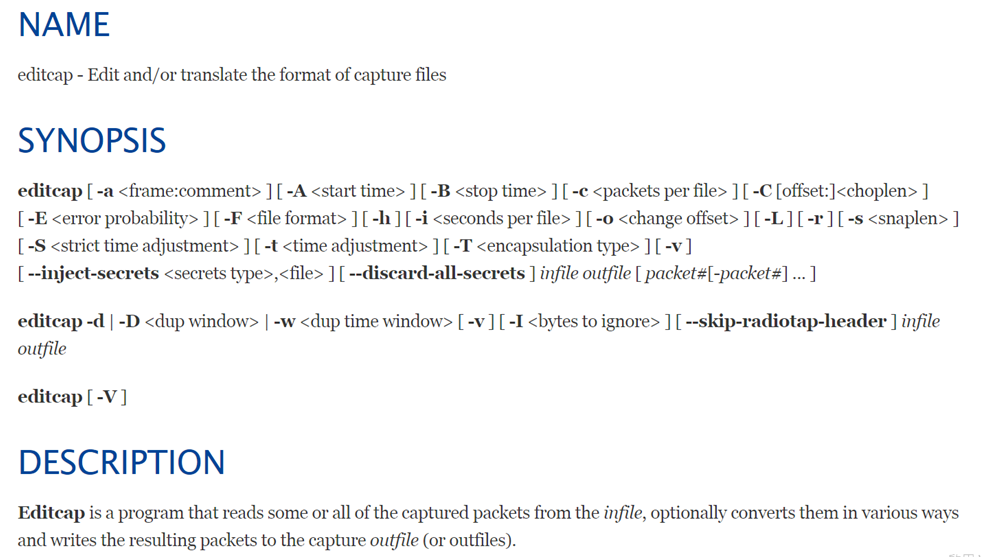 NAME
editcap - Edit and/or translate the format of capture files
SYNOPSIS
editcap [ -a <frame:comment> ] [ -A <start time> ] [ -B <stop time> ] [ -c <packets per file> ] [ -C [offset:]<choplen> ]
[ -E <error probability> ] [ -F <file format> ] [ -h ] [ -i <seconds per file> ] [ -o <change offset> ] [ -L ] [ -r ] [ -s <snaplen> ]
[ -S <strict time adjustment> ] [ -t <time adjustment> ] [ -T <encapsulation type> ] [ -v ]
[ --inject-secrets <secrets type>,<file> ] [ --discard-all-secrets ] infile outfile [ packet#[-packet#] ... ]
editcap -d | -D <dup window> | -w <dup time window> [ -v ] [ -I <bytes to ignore> ] [ --skip-radiotap-header ] infile
outfile
editcap [ -V ]
DESCRIPTION
Editcap is a program that reads some or all of the captured packets from the infile, optionally converts them in various ways
and writes the resulting packets to the capture outfile (or outfiles).